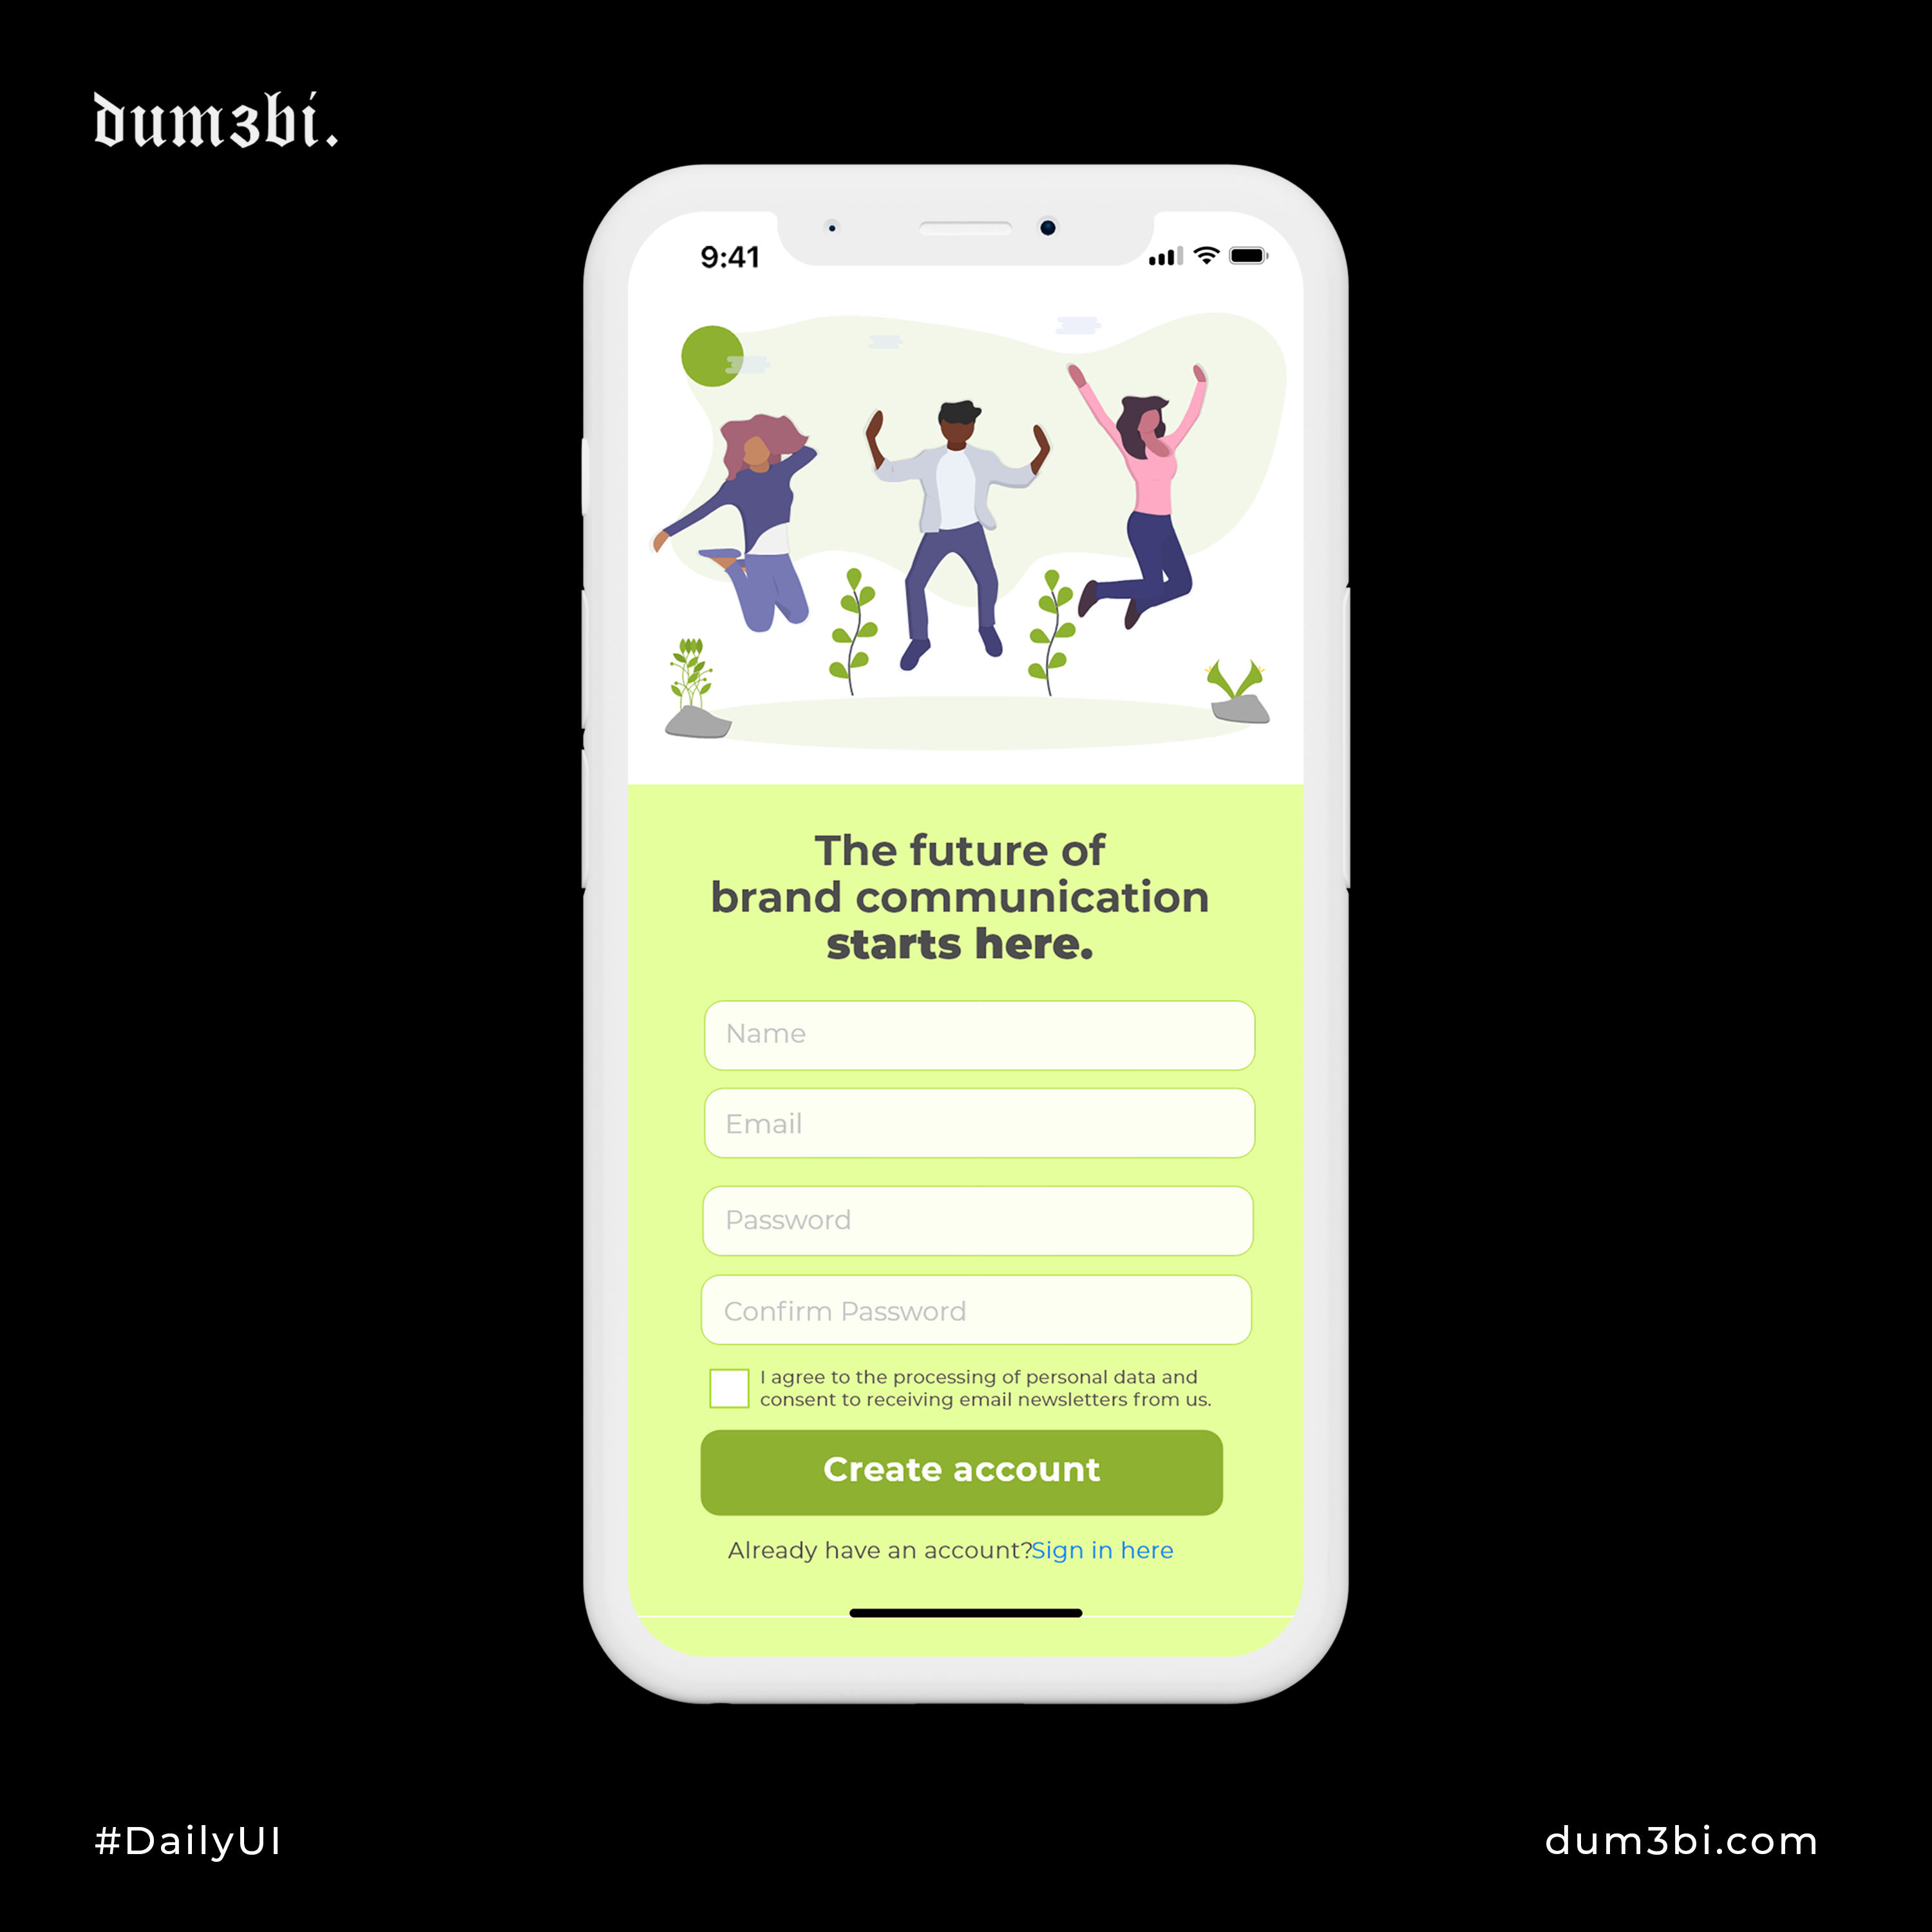 dum3bi.
9:41
The future of
brand communication
starts here.
Name
Email
Password
Confirm Password
I agree to the processing of personal data and
consent to receiving email newsletters from us.
Create account
Already have an account?Sign in here
#DailyUI
dum3bi.com